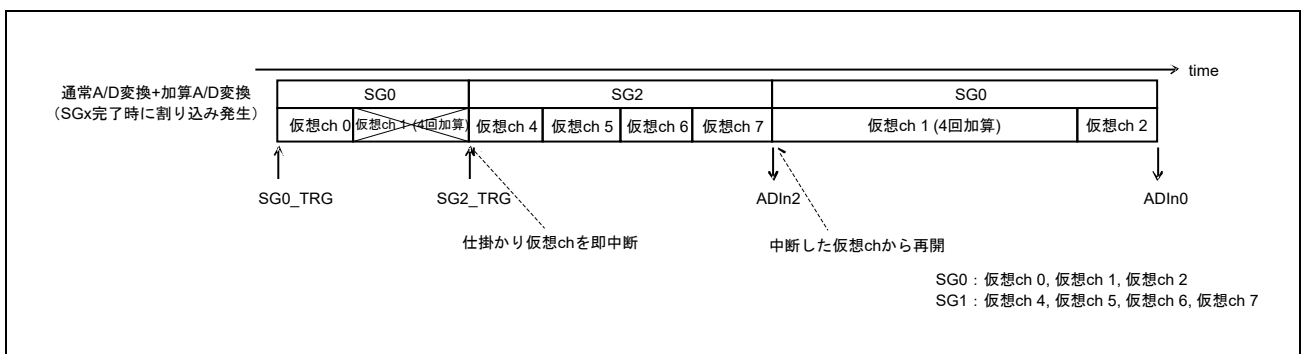 time
通常A/D変換+加算A/D変換
(SGx完了時に割り込み発生)
SG0
SG2
SG0
仮想ch 0
仮想ch 1 (4回加算)
仮想ch 4
仮想ch 5
仮想ch 6
仮想ch 7
仮想ch 1 (4回加算)
仮想ch 2
SG0_TRG
SG2_TRG
ADIn2
ADIn0
仕掛かり仮想chを即中断
中断した仮想chから再開
SG0：仮想ch 0, 仮想ch 1, 仮想ch 2
SG1：仮想ch 4, 仮想ch 5, 仮想ch 6, 仮想ch 7